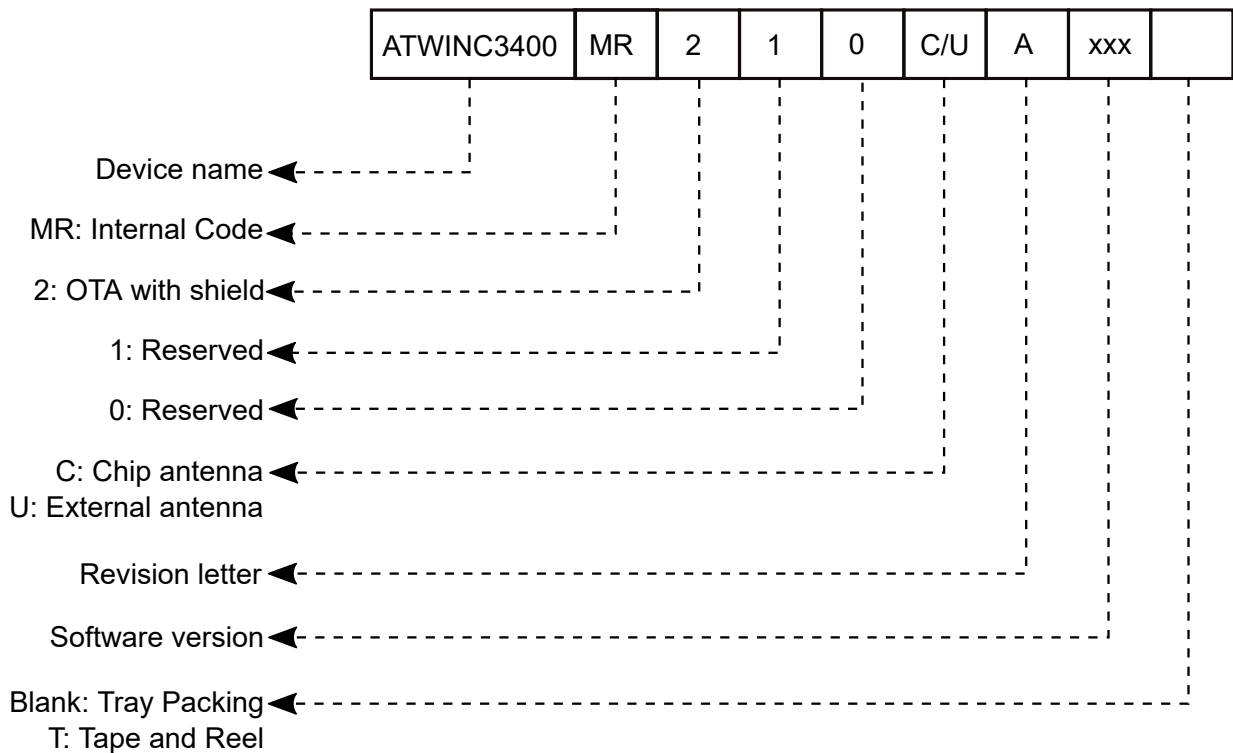 ATWINC3400 MR 2 1 0 C/U A xxx
Device name
MR: Internal Code
2: OTA with shield
1: Reserved
0: Reserved
C: Chip antenna
U: External antenna
Revision letter
Software version
Blank: Tray Packing
T: Tape and Reel